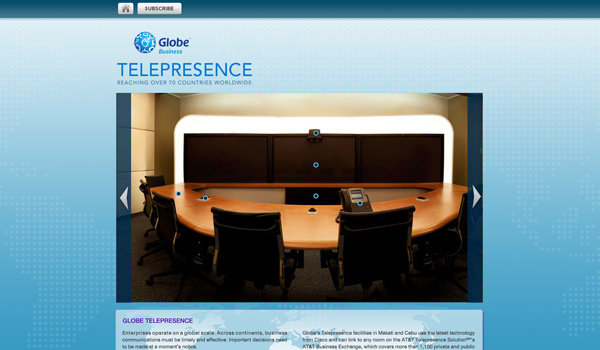 SUBSCRIBE
Globe
Business
TELEPRESENCE
REACHING OVER 70 COUNTRIES WORLDWIDE
GLOBE TELEPRESENCE
Enterprises operate on a global scale. Across continents, business
communications must be timely and effective. Important decisions need
to be made at a moment's notice.
Globe's Telepresence facilities in Makati and Cebu use the latest technology
from Cisco and can link to any room on the AT&T Telepresence Solution℠'s
AT&T Business Exchange, which covers more than 1,100 private and public